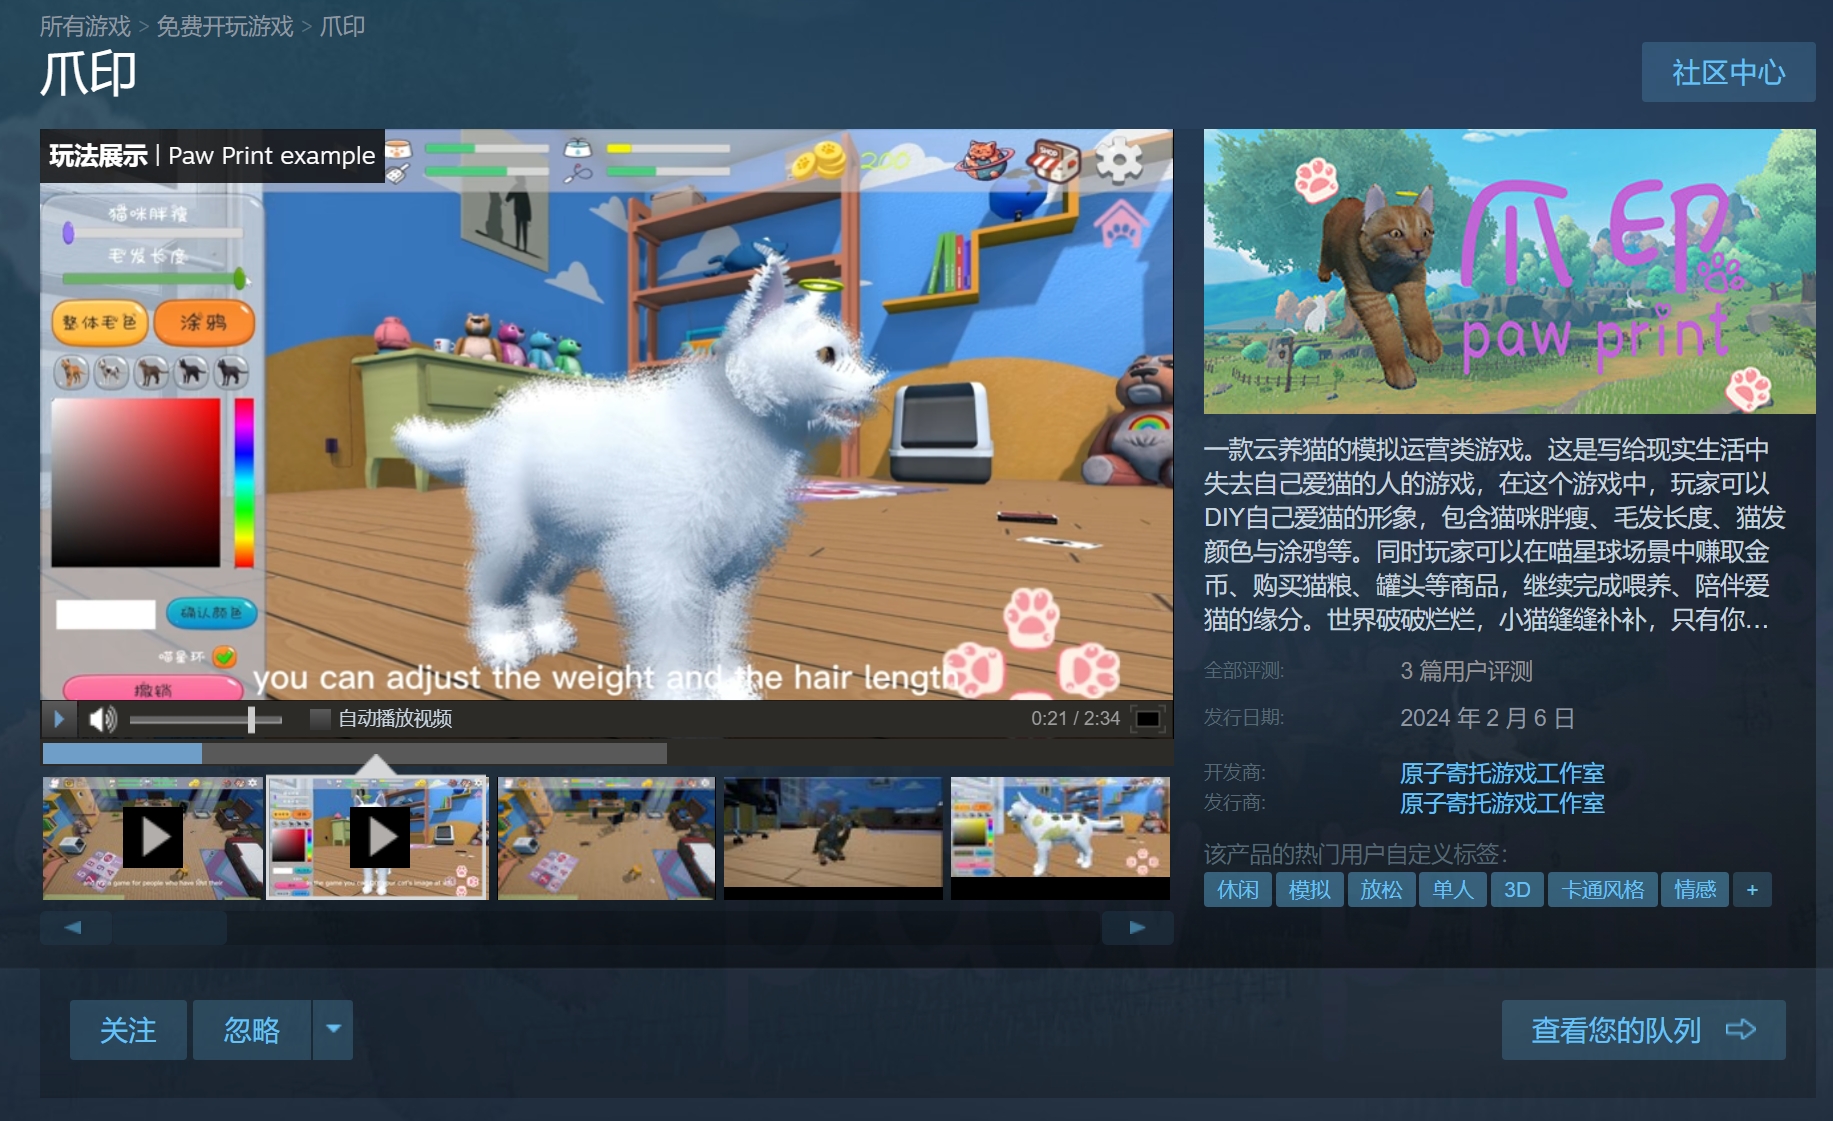 所有游戏 > 免费开玩游戏 > 爪印
爪印
社区中心
玩法展示 | Paw Print example
200
SHOP
猫咪胖瘦
毛发长度
整体毛色
涂鸦
确认颜色
喵星环
撤销
you can adjust the weight and the hair length
自动播放视频
0:21 / 2:34
爪印
paw print
一款云养猫的模拟运营类游戏。这是写给现实生活中
失去自己爱猫的人的游戏，在这个游戏中，玩家可以
DIY自己爱猫的形象，包含猫咪胖瘦、毛发长度、猫发
颜色与涂鸦等。同时玩家可以在喵星球场景中赚取金
币、购买猫粮、罐头等商品，继续完成喂养、陪伴爱
猫的缘分。世界破破烂烂，小猫缝缝补补，只有你...
全部评测: 3 篇用户评测
发行日期: 2024 年 2 月 6 日
开发商: 原子寄托游戏工作室
发行商: 原子寄托游戏工作室
该产品的热门用户自定义标签:
休闲 模拟 放松 单人 3D 卡通风格 情感 +
关注
忽略
查看您的队列